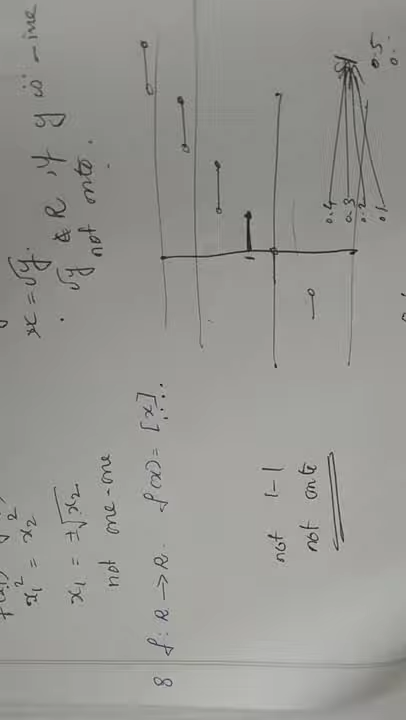 x₁² = x₂²
x₁ = ±√x₂
not one-one
x = √y.
√y ∉ R, if y is -ive
not onto.
8 f: R → R. f(x) = [x]
not 1-1
not onto
1
0.4
0.3
0.2
0.1
0.5